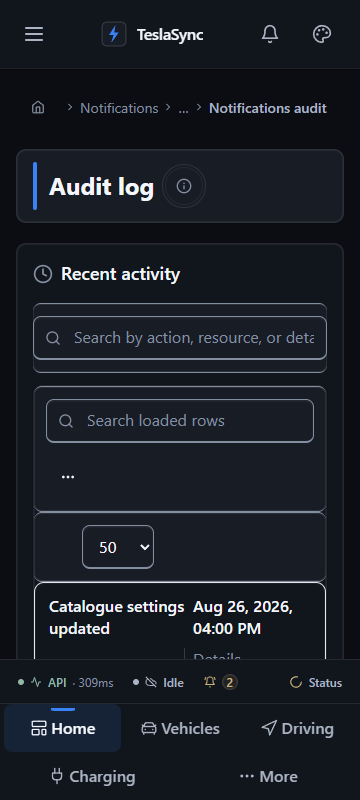 TeslaSync
Notifications ... Notifications audit
Audit log
Recent activity
Search by action, resource, or deta
Search loaded rows
...
50
Catalogue settings updated
Aug 26, 2026, 04:00 PM
Details
API · 309ms
Idle
2
Status
Home
Vehicles
Driving
Charging
... More